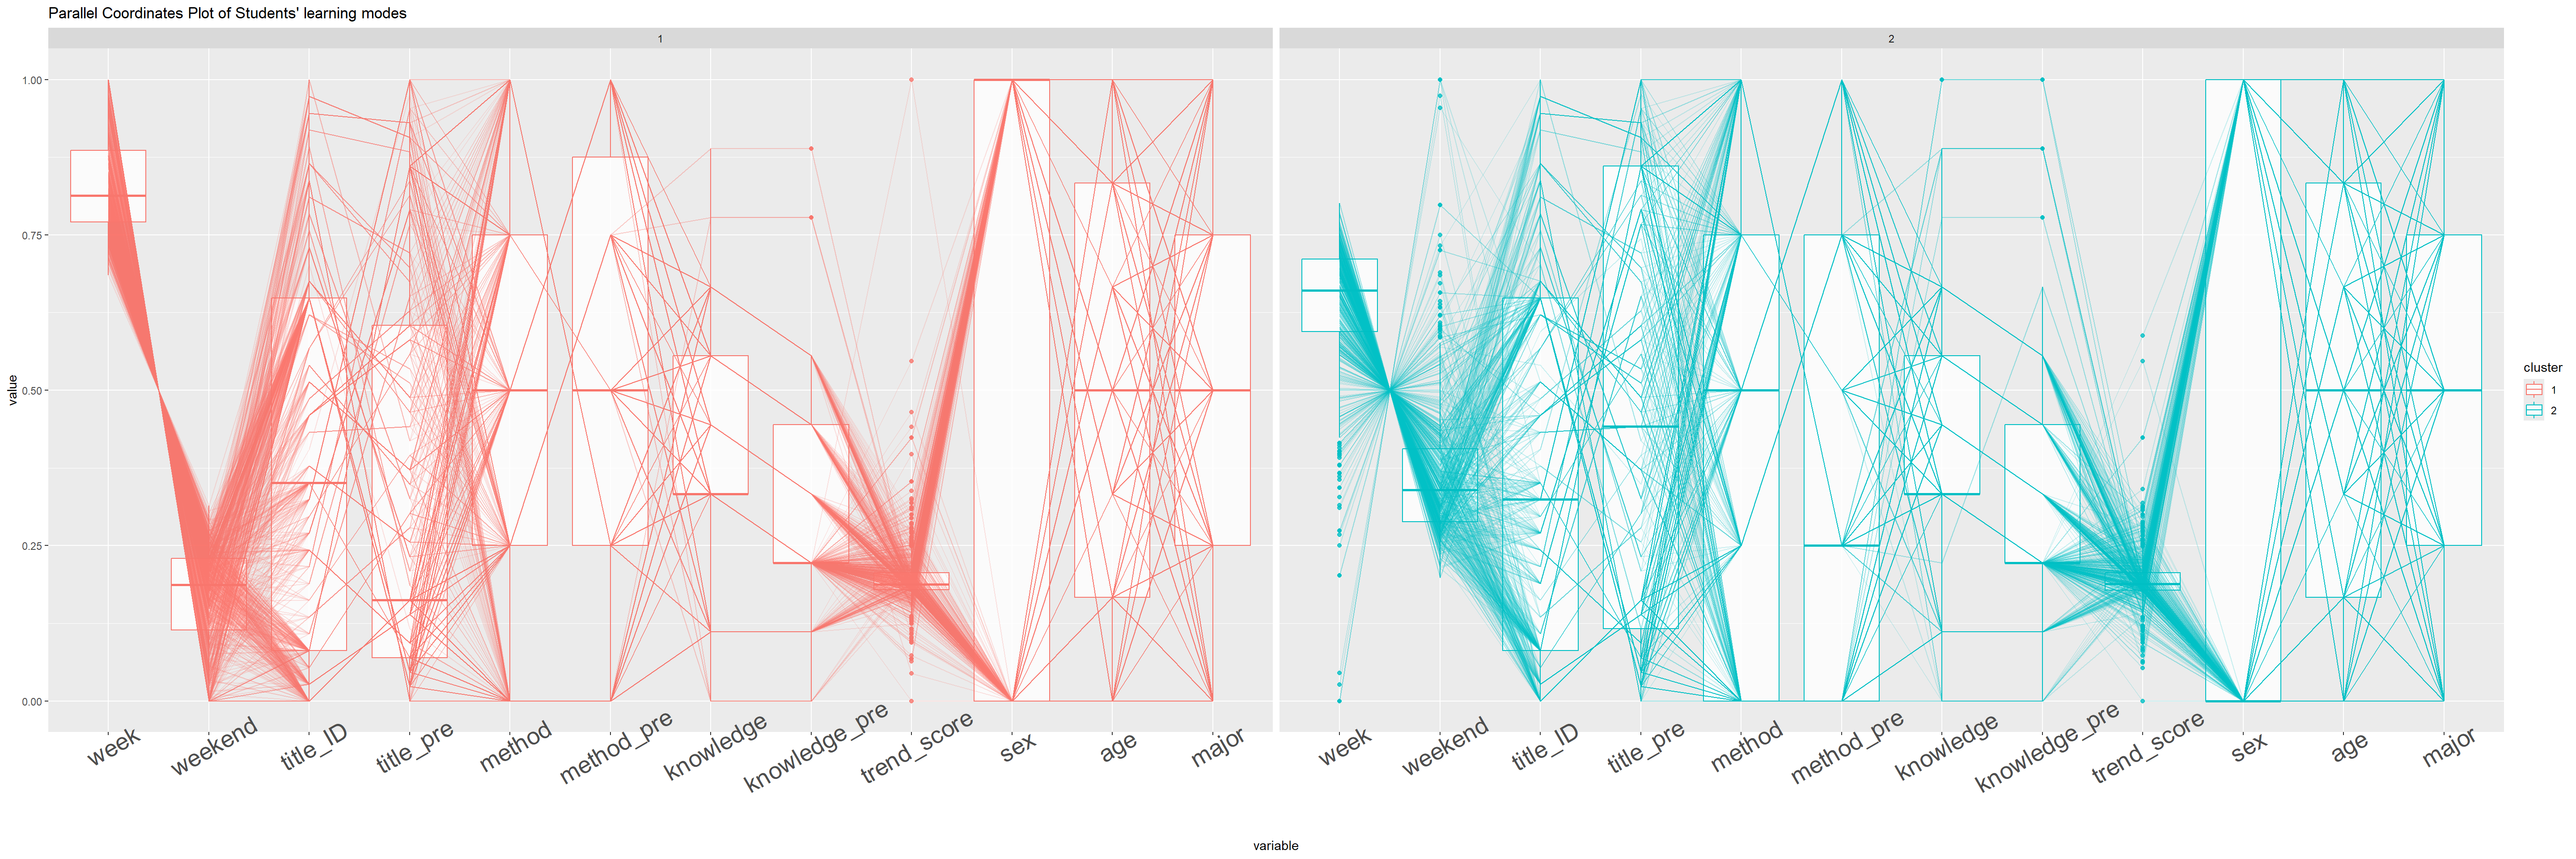 Parallel Coordinates Plot of Students' learning modes
1
2
1.00
0.75
0.50
0.25
0.00
value
week
weekend
title_ID
title_pre
method
method_pre
knowledge
knowledge_pre
trend_score
sex
age
major
week
weekend
title_ID
title_pre
method
method_pre
knowledge
knowledge_pre
trend_score
sex
age
major
variable
cluster
1
2